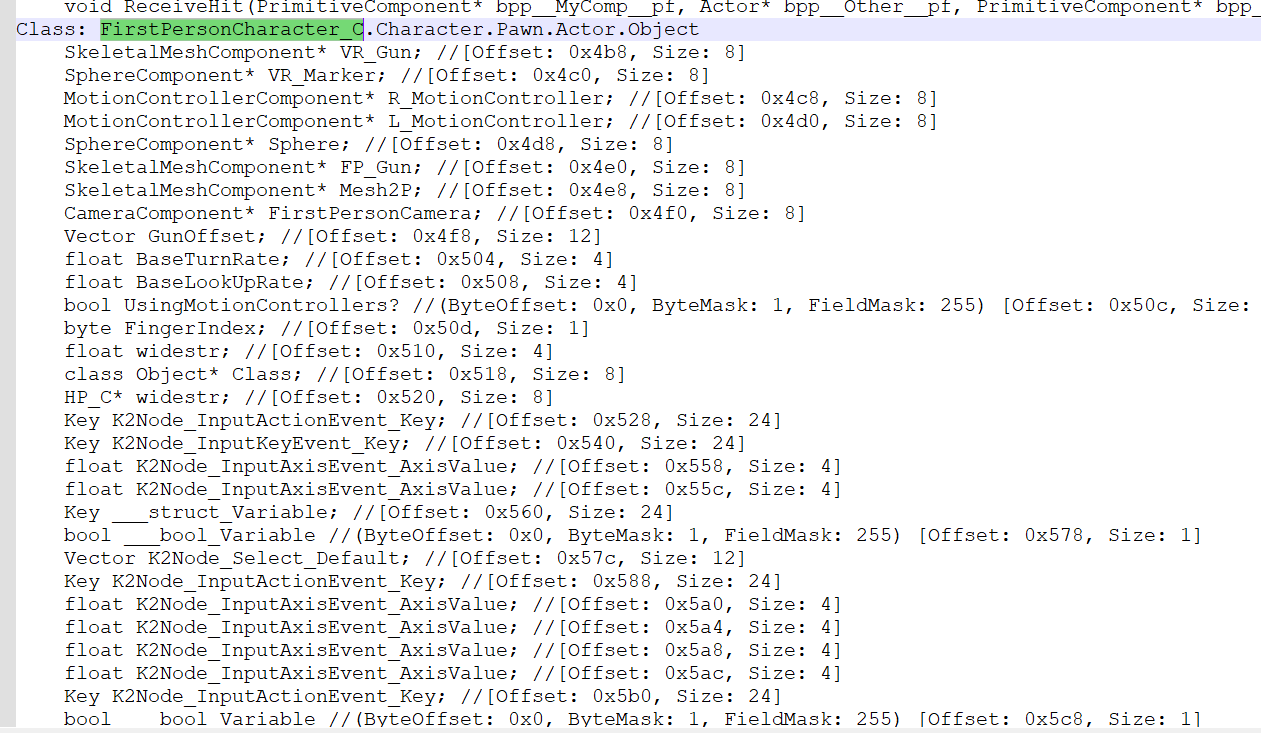 void ReceiveHit(PrimitiveComponent* bpp__MyComp__pf, Actor* bpp__Other__pf, PrimitiveComponent* bpp_
Class: FirstPersonCharacter_C.Character.Pawn.Actor.Object
SkeletalMeshComponent* VR_Gun; //[Offset: 0x4b8, Size: 8]
SphereComponent* VR_Marker; //[Offset: 0x4c0, Size: 8]
MotionControllerComponent* R_MotionController; //[Offset: 0x4c8, Size: 8]
MotionControllerComponent* L_MotionController; //[Offset: 0x4d0, Size: 8]
SphereComponent* Sphere; //[Offset: 0x4d8, Size: 8]
SkeletalMeshComponent* FP_Gun; //[Offset: 0x4e0, Size: 8]
SkeletalMeshComponent* Mesh2P; //[Offset: 0x4e8, Size: 8]
CameraComponent* FirstPersonCamera; //[Offset: 0x4f0, Size: 8]
Vector GunOffset; //[Offset: 0x4f8, Size: 12]
float BaseTurnRate; //[Offset: 0x504, Size: 4]
float BaseLookUpRate; //[Offset: 0x508, Size: 4]
bool UsingMotionControllers? //(ByteOffset: 0x0, ByteMask: 1, FieldMask: 255) [Offset: 0x50c, Size:
byte FingerIndex; //[Offset: 0x50d, Size: 1]
float widestr; //[Offset: 0x510, Size: 4]
class Object* Class; //[Offset: 0x518, Size: 8]
HP_C* widestr; //[Offset: 0x520, Size: 8]
Key K2Node_InputActionEvent_Key; //[Offset: 0x528, Size: 24]
Key K2Node_InputKeyEvent_Key; //[Offset: 0x540, Size: 24]
float K2Node_InputAxisEvent_AxisValue; //[Offset: 0x558, Size: 4]
float K2Node_InputAxisEvent_AxisValue; //[Offset: 0x55c, Size: 4]
Key ___struct_Variable; //[Offset: 0x560, Size: 24]
bool ___bool_Variable //(ByteOffset: 0x0, ByteMask: 1, FieldMask: 255) [Offset: 0x578, Size: 1]
Vector K2Node_Select_Default; //[Offset: 0x57c, Size: 12]
Key K2Node_InputActionEvent_Key; //[Offset: 0x588, Size: 24]
float K2Node_InputAxisEvent_AxisValue; //[Offset: 0x5a0, Size: 4]
float K2Node_InputAxisEvent_AxisValue; //[Offset: 0x5a4, Size: 4]
float K2Node_InputAxisEvent_AxisValue; //[Offset: 0x5a8, Size: 4]
float K2Node_InputAxisEvent_AxisValue; //[Offset: 0x5ac, Size: 4]
Key K2Node_InputActionEvent_Key; //[Offset: 0x5b0, Size: 24]
bool ___bool_Variable //(ByteOffset: 0x0, ByteMask: 1, FieldMask: 255) [Offset: 0x5c8, Size: 1]